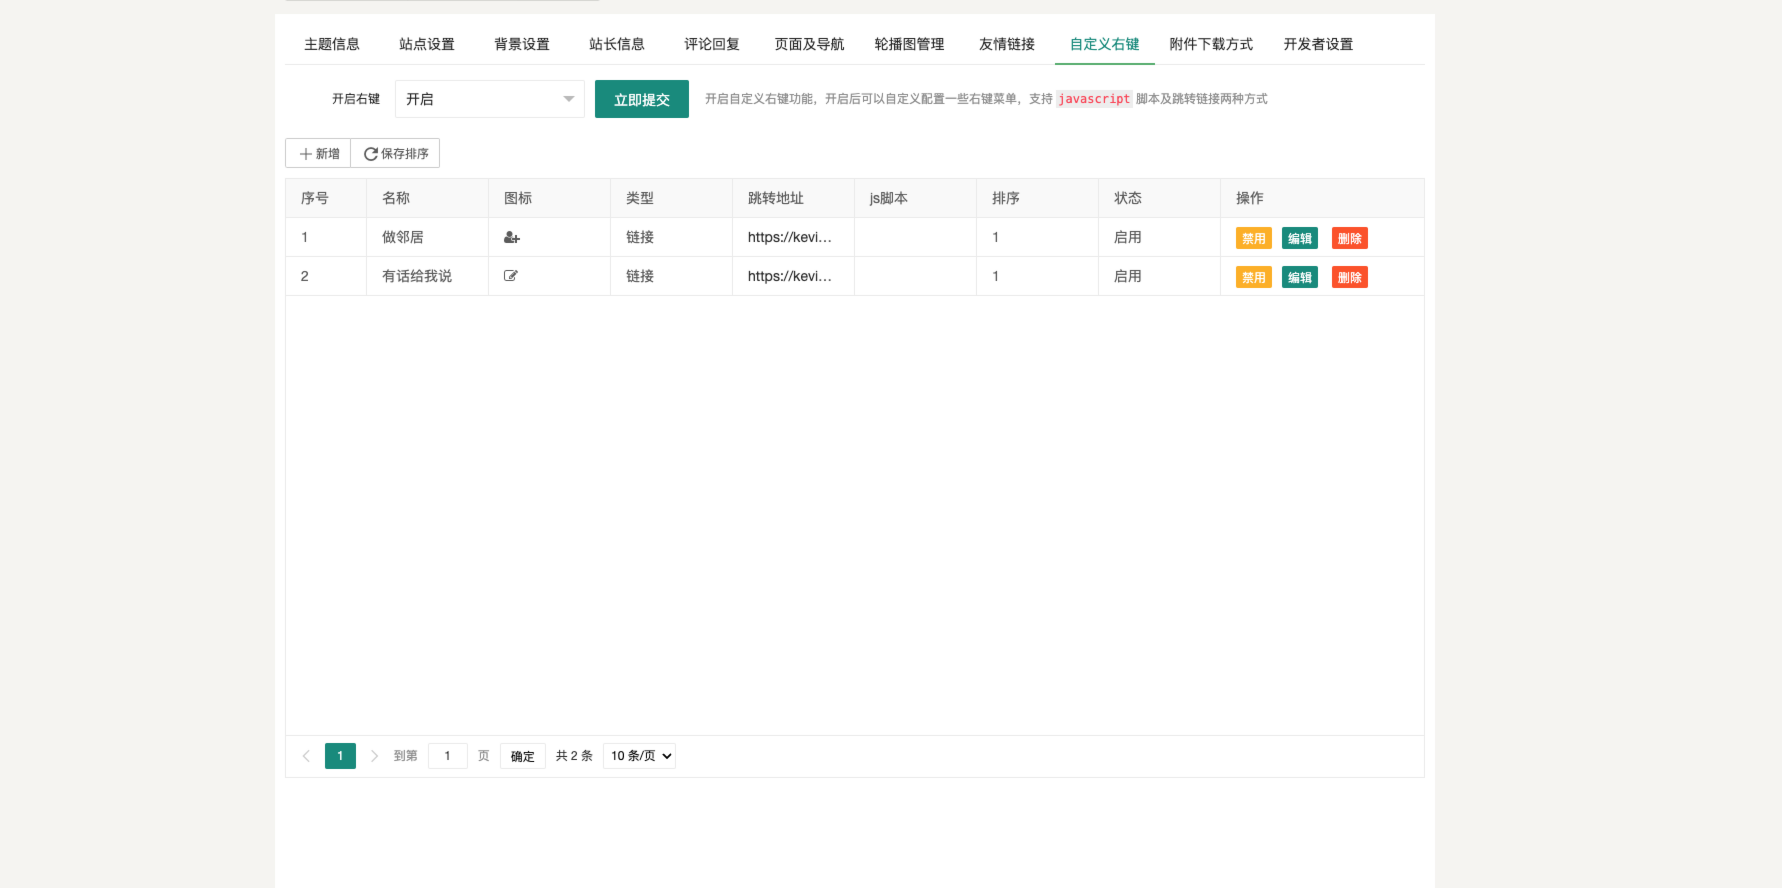 主题信息 站点设置 背景设置 站长信息 评论回复 页面及导航 轮播图管理 友情链接 自定义右键 附件下载方式 开发者设置
开启右键 开启 立即提交 开启自定义右键功能，开启后可以自定义配置一些右键菜单，支持 javascript 脚本及跳转链接两种方式
新增 保存排序
序号 名称 图标 类型 跳转地址 js脚本 排序 状态 操作
1 做邻居 链接 https://kevi... 1 启用 禁用 编辑 删除
2 有话给我说 链接 https://kevi... 1 启用 禁用 编辑 删除
1 到第 1 页 确定 共 2 条 10 条/页